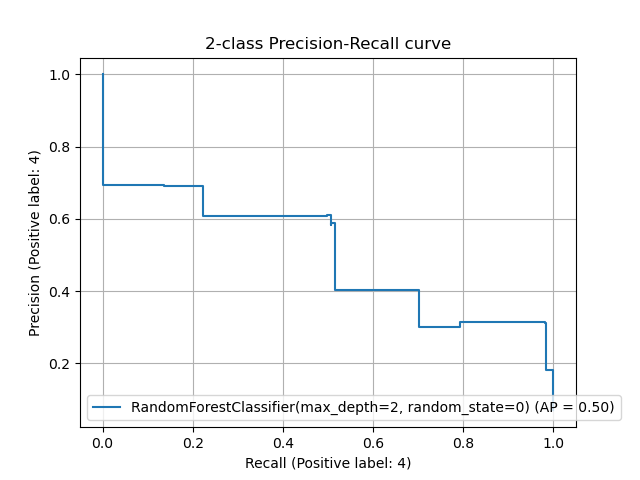 2-class Precision-Recall curve
Precision (Positive label: 4)
1.0
0.8
0.6
0.4
0.2
RandomForestClassifier(max_depth=2, random_state=0) (AP = 0.50)
0.0 0.2 0.4 0.6 0.8 1.0
Recall (Positive label: 4)